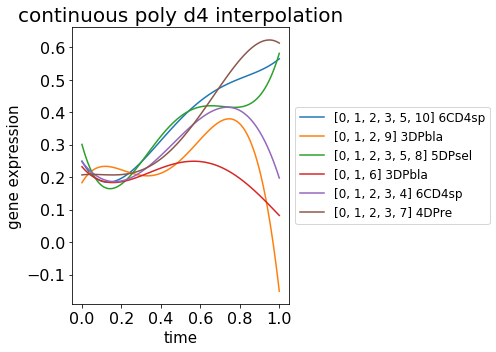 continuous poly d4 interpolation
gene expression
0.6
0.5
0.4
0.3
0.2
0.1
0.0
−0.1
0.0 0.2 0.4 0.6 0.8 1.0
time
[0, 1, 2, 3, 5, 10] 6CD4sp
[0, 1, 2, 9] 3DPbla
[0, 1, 2, 3, 5, 8] 5DPsel
[0, 1, 6] 3DPbla
[0, 1, 2, 3, 4] 6CD4sp
[0, 1, 2, 3, 7] 4DPre